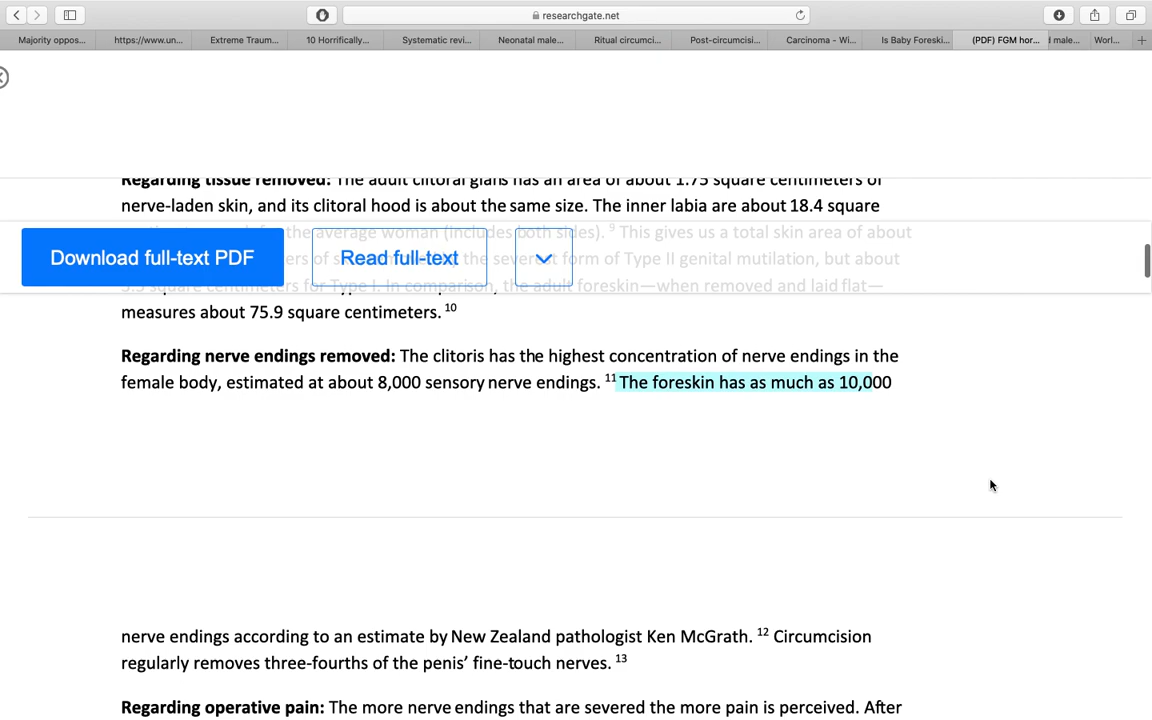 researchgate.net
Majority oppos... https://www.un... Extreme Traum... 10 Horrifically... Systematic revi... Neonatal male... Ritual circumci... Post-circumcisi... Carcinoma - Wi... Is Baby Foreski... (PDF) FGM hor... l male... Worl...
Regarding tissue removed: The adult clitoral glans has an area of about 1.75 square centimeters of
nerve-laden skin, and its clitoral hood is about the same size. The inner labia are about 18.4 square
the average woman (includes both sides). 9 This gives us a total skin area of about
Download full-text PDF
Read full-text
ers of s the severest form of Type II genital mutilation, but about
square centimeters for Type I. In comparison, the adult foreskin—when removed and laid flat—
measures about 75.9 square centimeters. 10
Regarding nerve endings removed: The clitoris has the highest concentration of nerve endings in the
female body, estimated at about 8,000 sensory nerve endings. 11 The foreskin has as much as 10,000
nerve endings according to an estimate by New Zealand pathologist Ken McGrath. 12 Circumcision
regularly removes three-fourths of the penis’ fine-touch nerves. 13
Regarding operative pain: The more nerve endings that are severed the more pain is perceived. After